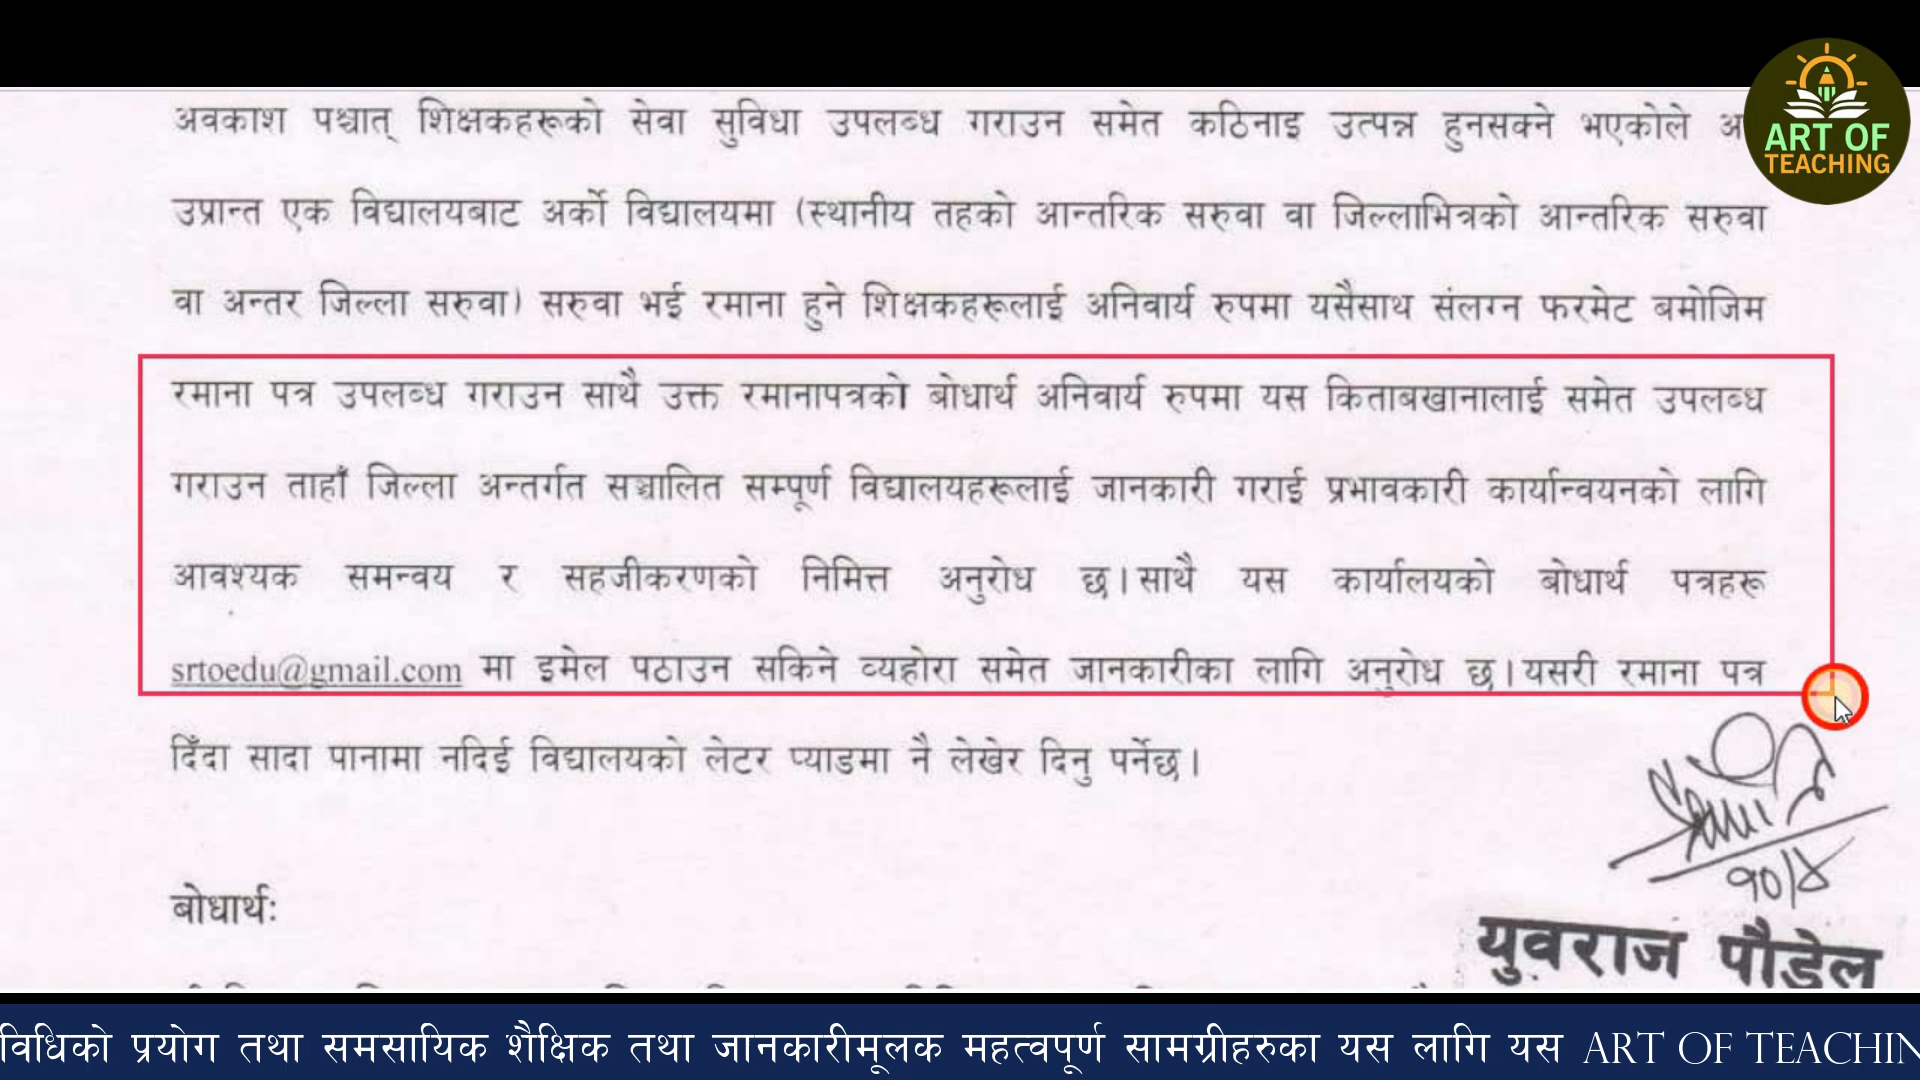 अवकाश पश्चात् शिक्षकहरूको सेवा सुविधा उपलब्ध गराउन समेत कठिनाइ उत्पन्न हुनसक्ने भएकोले
ART OF
TEACHING
उप्रान्त एक विद्यालयबाट अर्को विद्यालयमा (स्थानीय तहको आन्तरिक सरुवा वा जिल्लाभित्रको आन्तरिक सरुवा
वा अन्तर जिल्ला सरुवा) सरुवा भई रमाना हुने शिक्षकहरूलाई अनिवार्य रुपमा यसैसाथ संलग्न फरमेट बमोजिम
रमाना पत्र उपलब्ध गराउन साथै उक्त रमानापत्रको बोधार्थ अनिवार्य रुपमा यस किताबखानालाई समेत उपलब्ध
गराउन ताहाँ जिल्ला अन्तर्गत सञ्चालित सम्पूर्ण विद्यालयहरूलाई जानकारी गराई प्रभावकारी कार्यान्वयनको लागि
आवश्यक समन्वय र सहजीकरणको निमित्त अनुरोध छ। साथै यस कार्यालयको बोधार्थ पत्रहरू
srtoedu@gmail.com मा इमेल पठाउन सकिने व्यहोरा समेत जानकारीका लागि अनुरोध छ। यसरी रमाना पत्र
दिँदा सादा पानामा नदिई विद्यालयको लेटर प्याडमा नै लेखेर दिनु पर्नेछ।
१०/४
बोधार्थः
युवराज पौडेल
विधिको प्रयोग तथा समसायिक शैक्षिक तथा जानकारीमूलक महत्वपूर्ण सामग्रीहरुका यस लागि यस ART OF TEACHIN